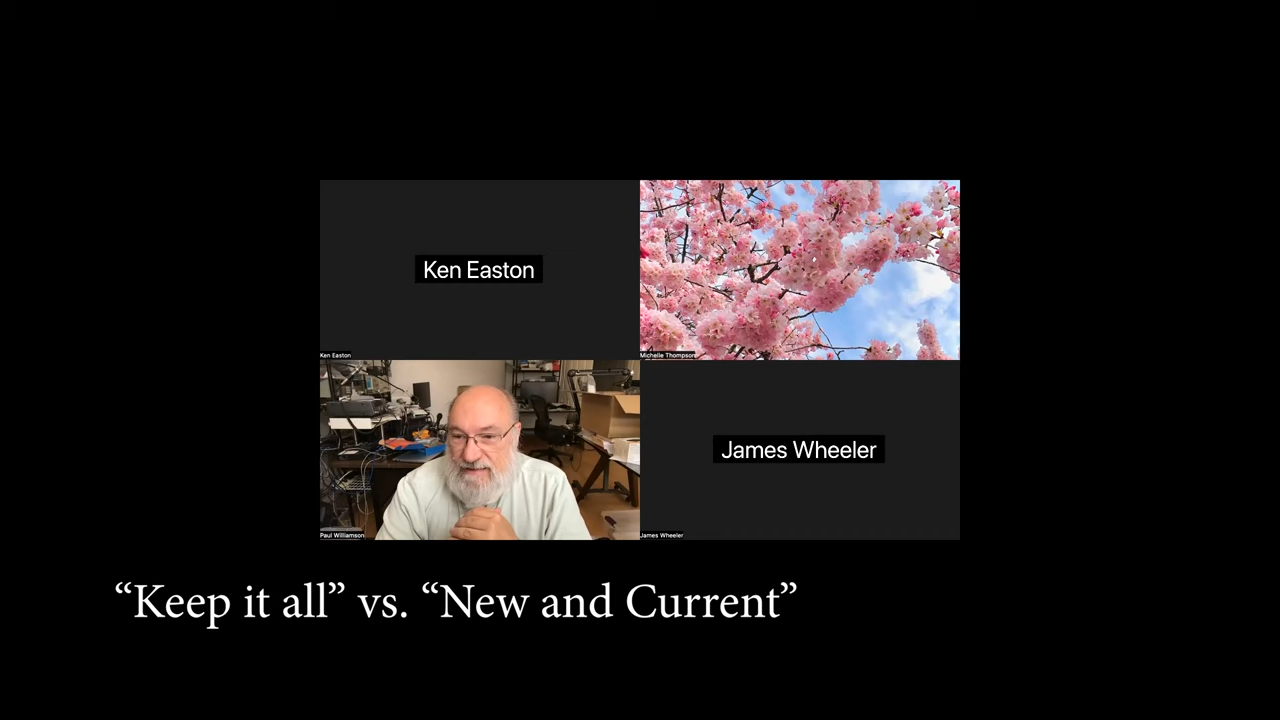 Ken Easton
Ken Easton
Michelle Thompson
Paul Williamson
James Wheeler
James Wheeler
“Keep it all” vs. “New and Current”